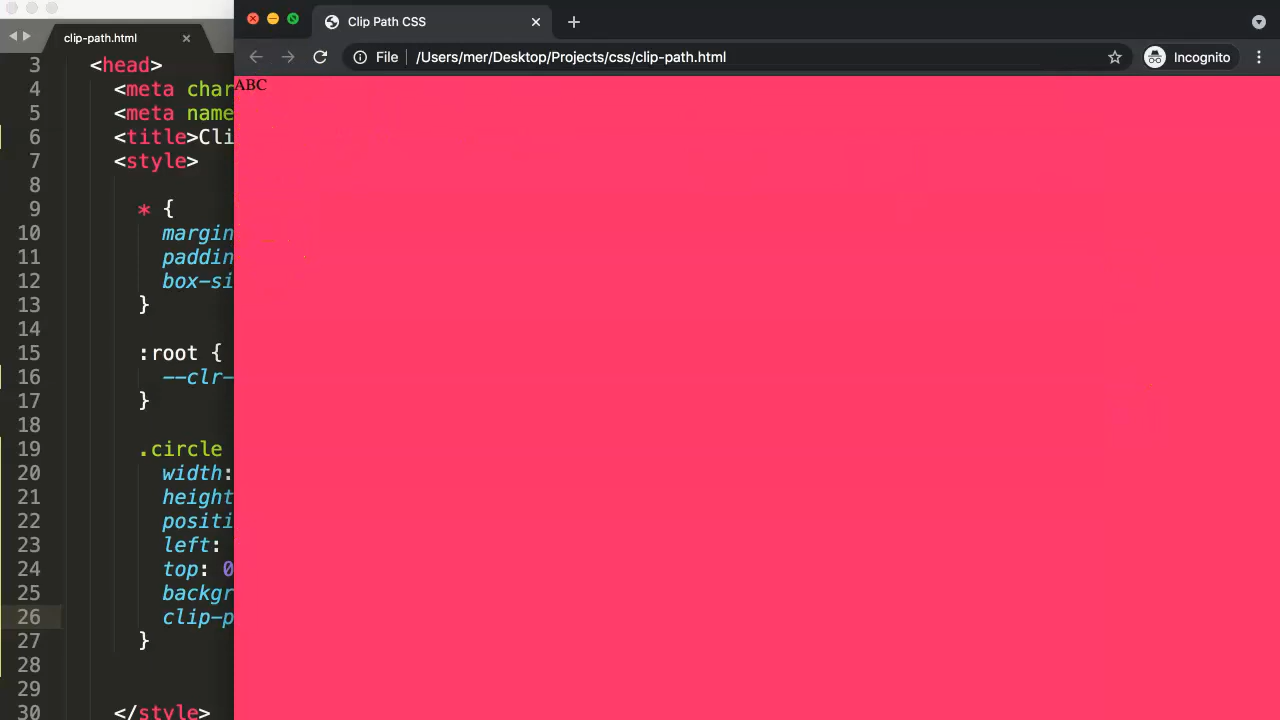 clip-path.html
3 <head>
4 <meta char
5 <meta name
6 <title>Cli
7 <style>
8
9 * {
10 margin
11 paddin
12 box-si
13 }
14
15 :root {
16 --clr-
17 }
18
19 .circle
20 width:
21 height
22 positi
23 left:
24 top: 0
25 backgr
26 clip-p
27 }
28
29
30 </style>
Clip Path CSS
File /Users/mer/Desktop/Projects/css/clip-path.html Incognito
ABC